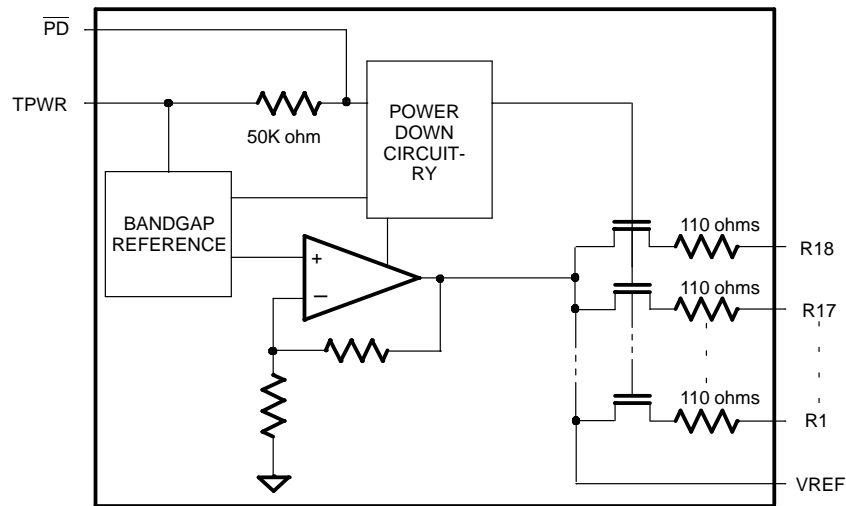 PD
TPWR
50K ohm
POWER
DOWN
CIRCUIT-
RY
BANDGAP
REFERENCE
+
−
110 ohms
R18
110 ohms
R17
110 ohms
R1
VREF